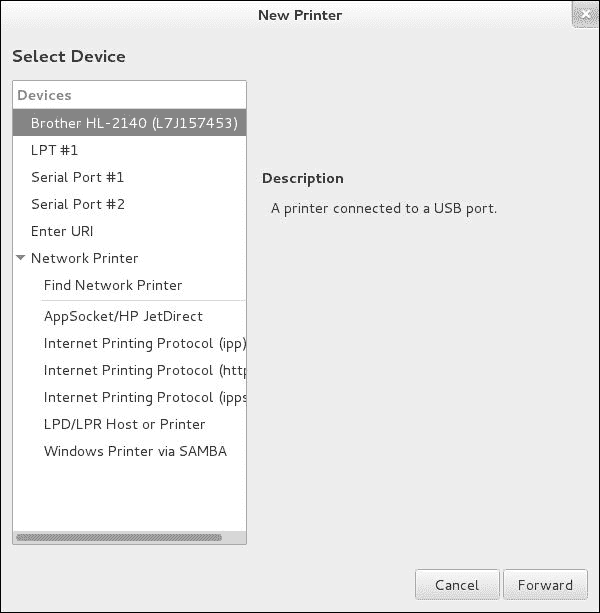 New Printer
Select Device
Devices
Brother HL-2140 (L7J157453)
LPT #1
Serial Port #1
Serial Port #2
Enter URI
Network Printer
Find Network Printer
AppSocket/HP JetDirect
Internet Printing Protocol (ipp)
Internet Printing Protocol (http
Internet Printing Protocol (ipps
LPD/LPR Host or Printer
Windows Printer via SAMBA
Description
A printer connected to a USB port.
Cancel
Forward